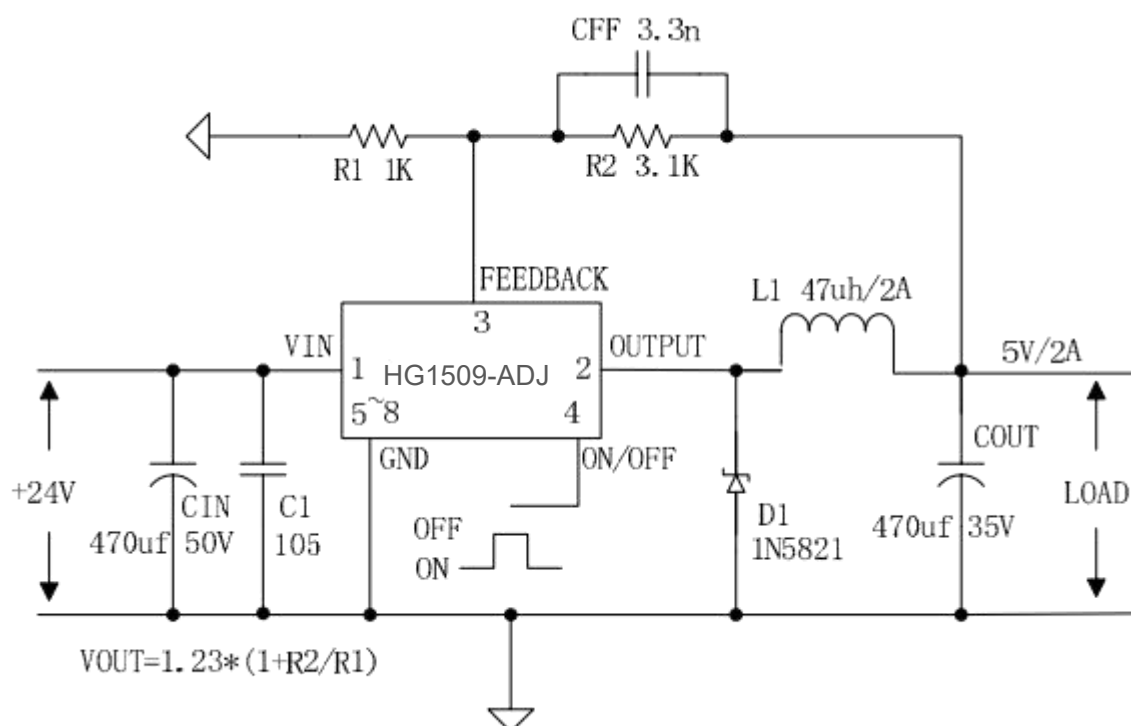 CFF 3.3n
R1 1K
R2 3.1K
FEEDBACK
3
L1 47uh/2A
VIN
OUTPUT
5V/2A
1
HG1509-ADJ
2
5~8
4
GND
ON/OFF
COUT
+24V
CIN
C1
LOAD
470uf 50V
105
OFF
D1
470uf 35V
ON
1N5821
VOUT=1.23*(1+R2/R1)